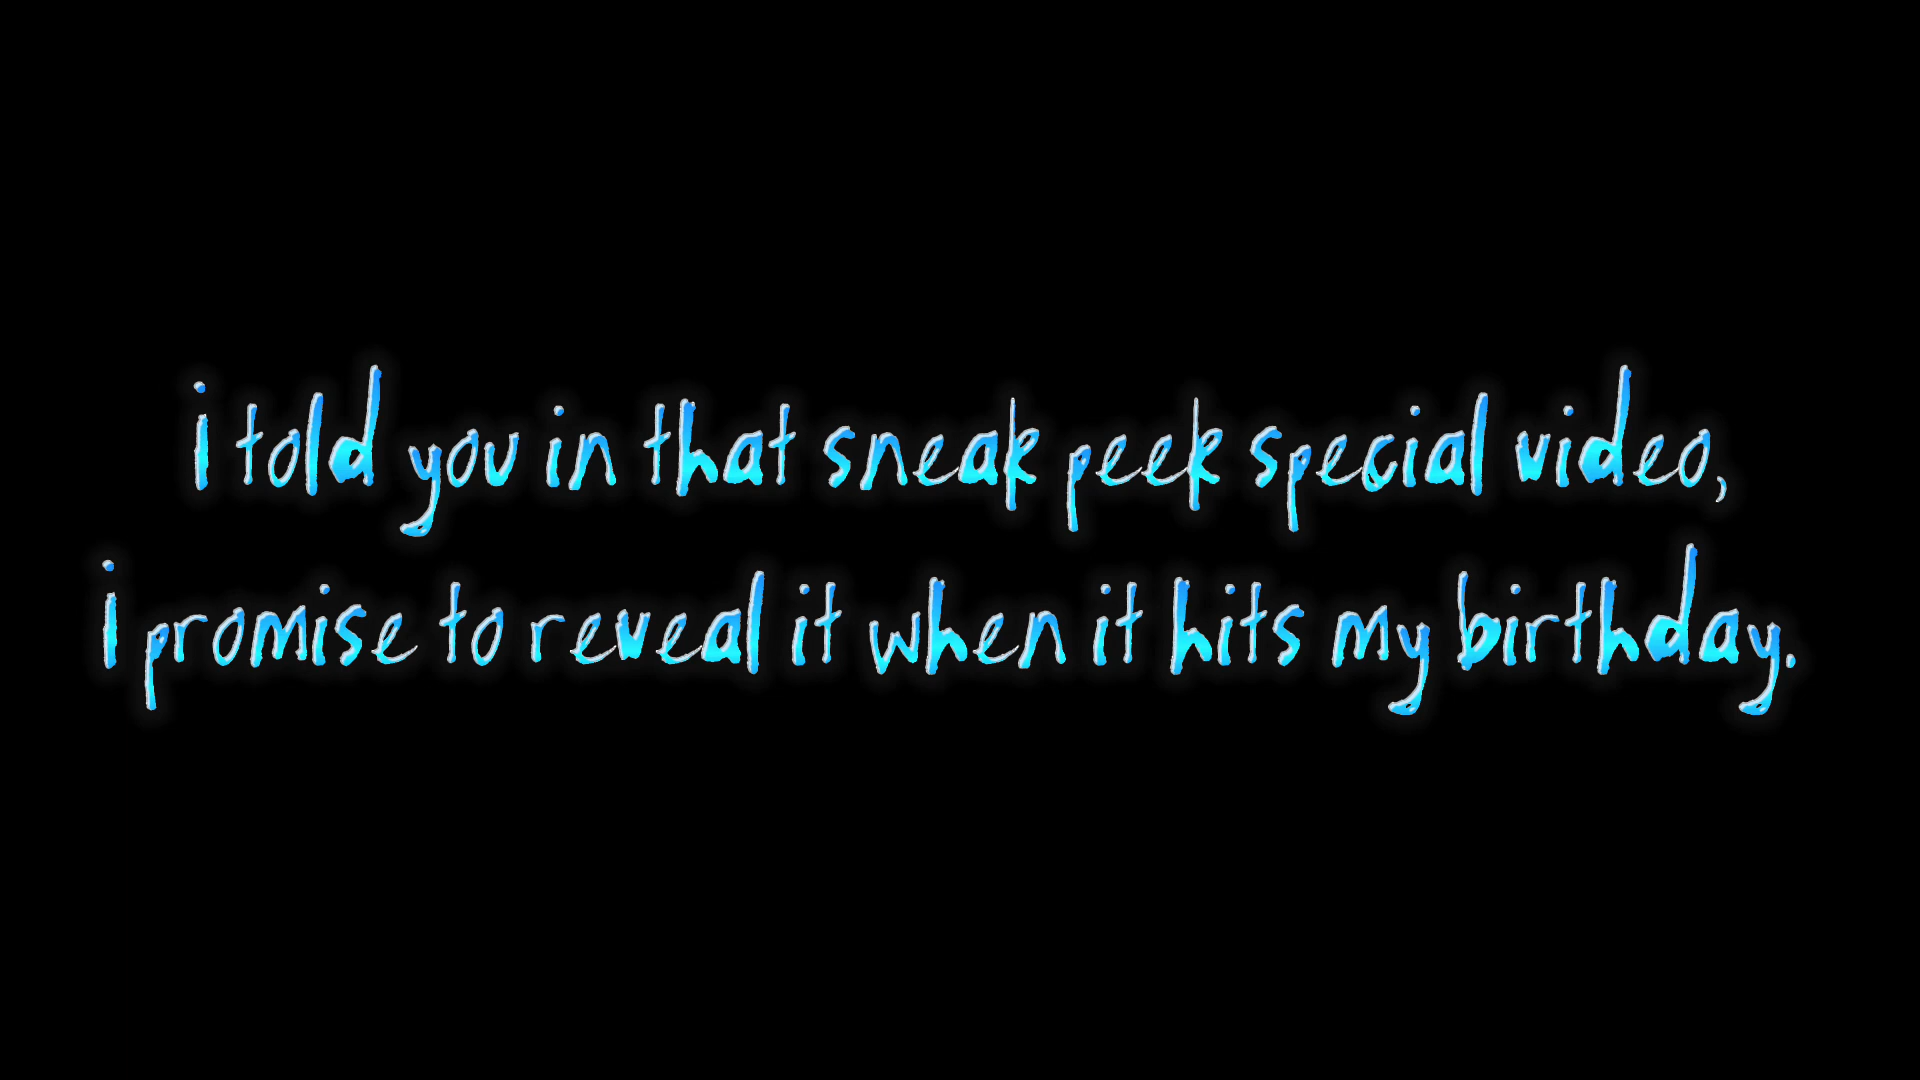 i told you in that sneak peek special video,
i promise to reveal it when it hits my birthday.